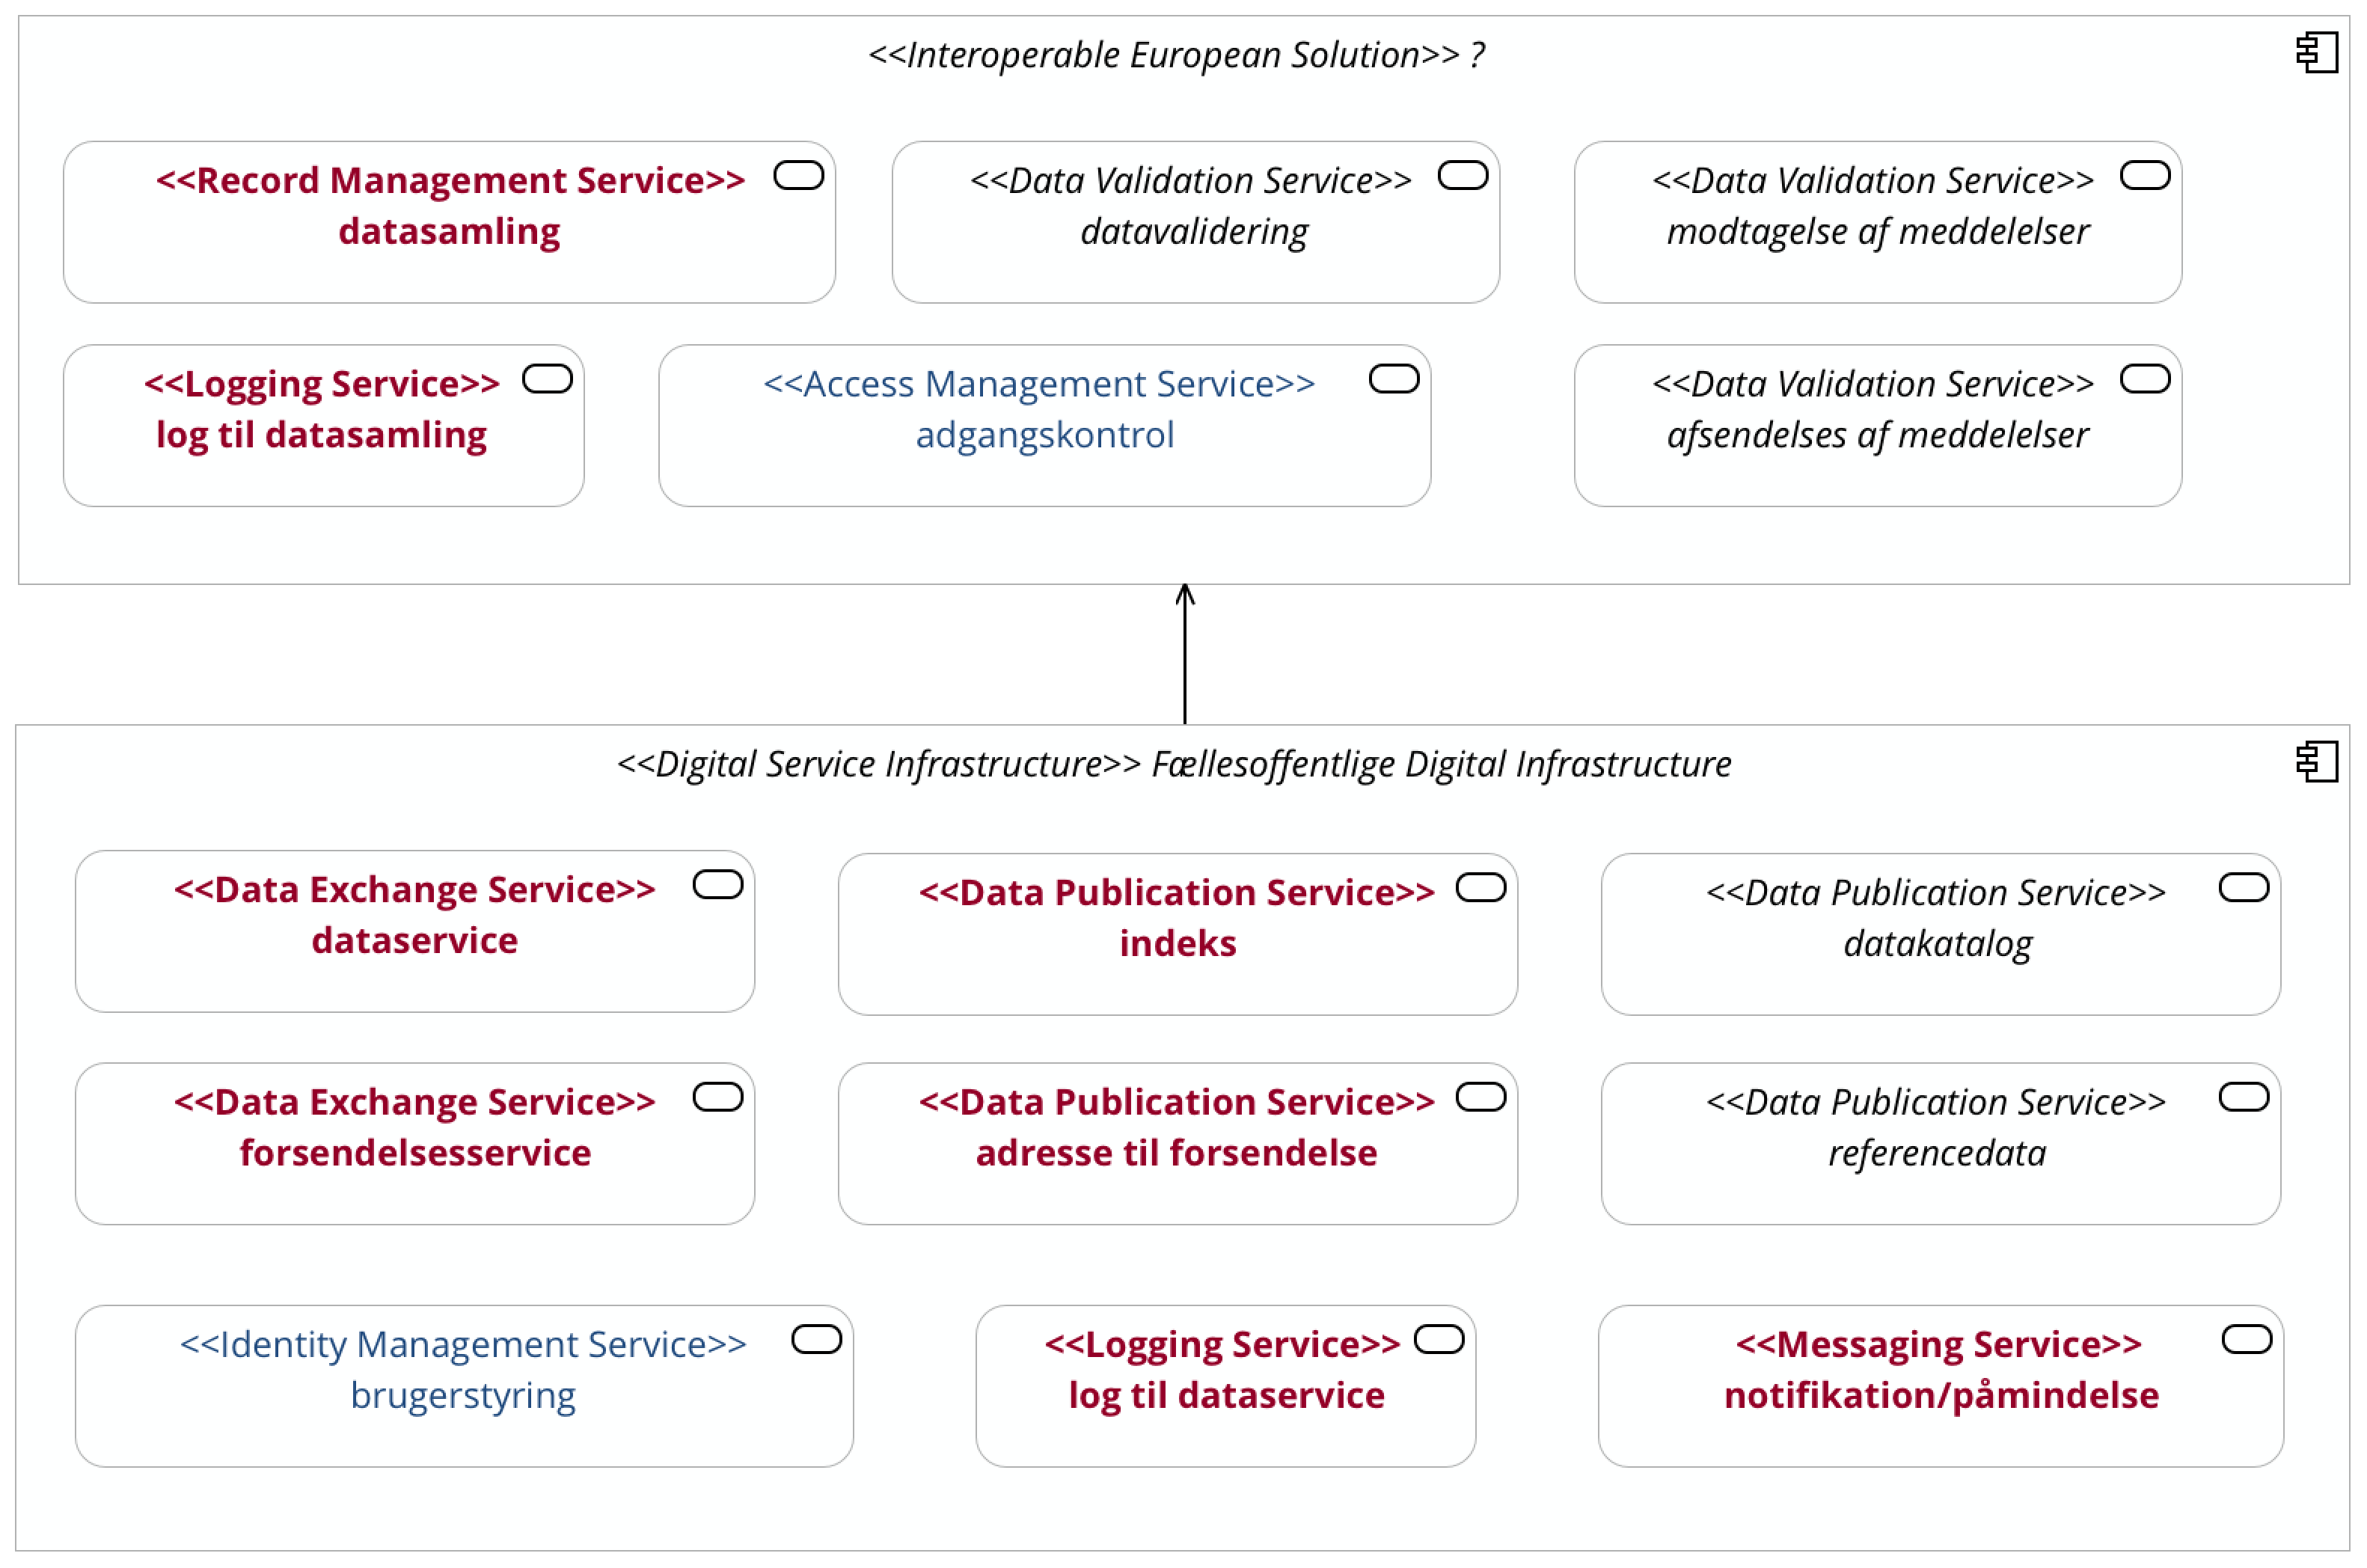 <<Interoperable European Solution>> ?
<<Record Management Service>>
datasamling
<<Data Validation Service>>
datavalidering
<<Data Validation Service>>
modtagelse af meddelelser
<<Logging Service>>
log til datasamling
<<Access Management Service>>
adgangskontrol
<<Data Validation Service>>
afsendelses af meddelelser
<<Digital Service Infrastructure>> Fællesoffentlige Digital Infrastructure
<<Data Exchange Service>>
dataservice
<<Data Publication Service>>
indeks
<<Data Publication Service>>
datakatalog
<<Data Exchange Service>>
forsendelsesservice
<<Data Publication Service>>
adresse til forsendelse
<<Data Publication Service>>
referencedata
<<Identity Management Service>>
brugerstyring
<<Logging Service>>
log til dataservice
<<Messaging Service>>
notifikation/påmindelse